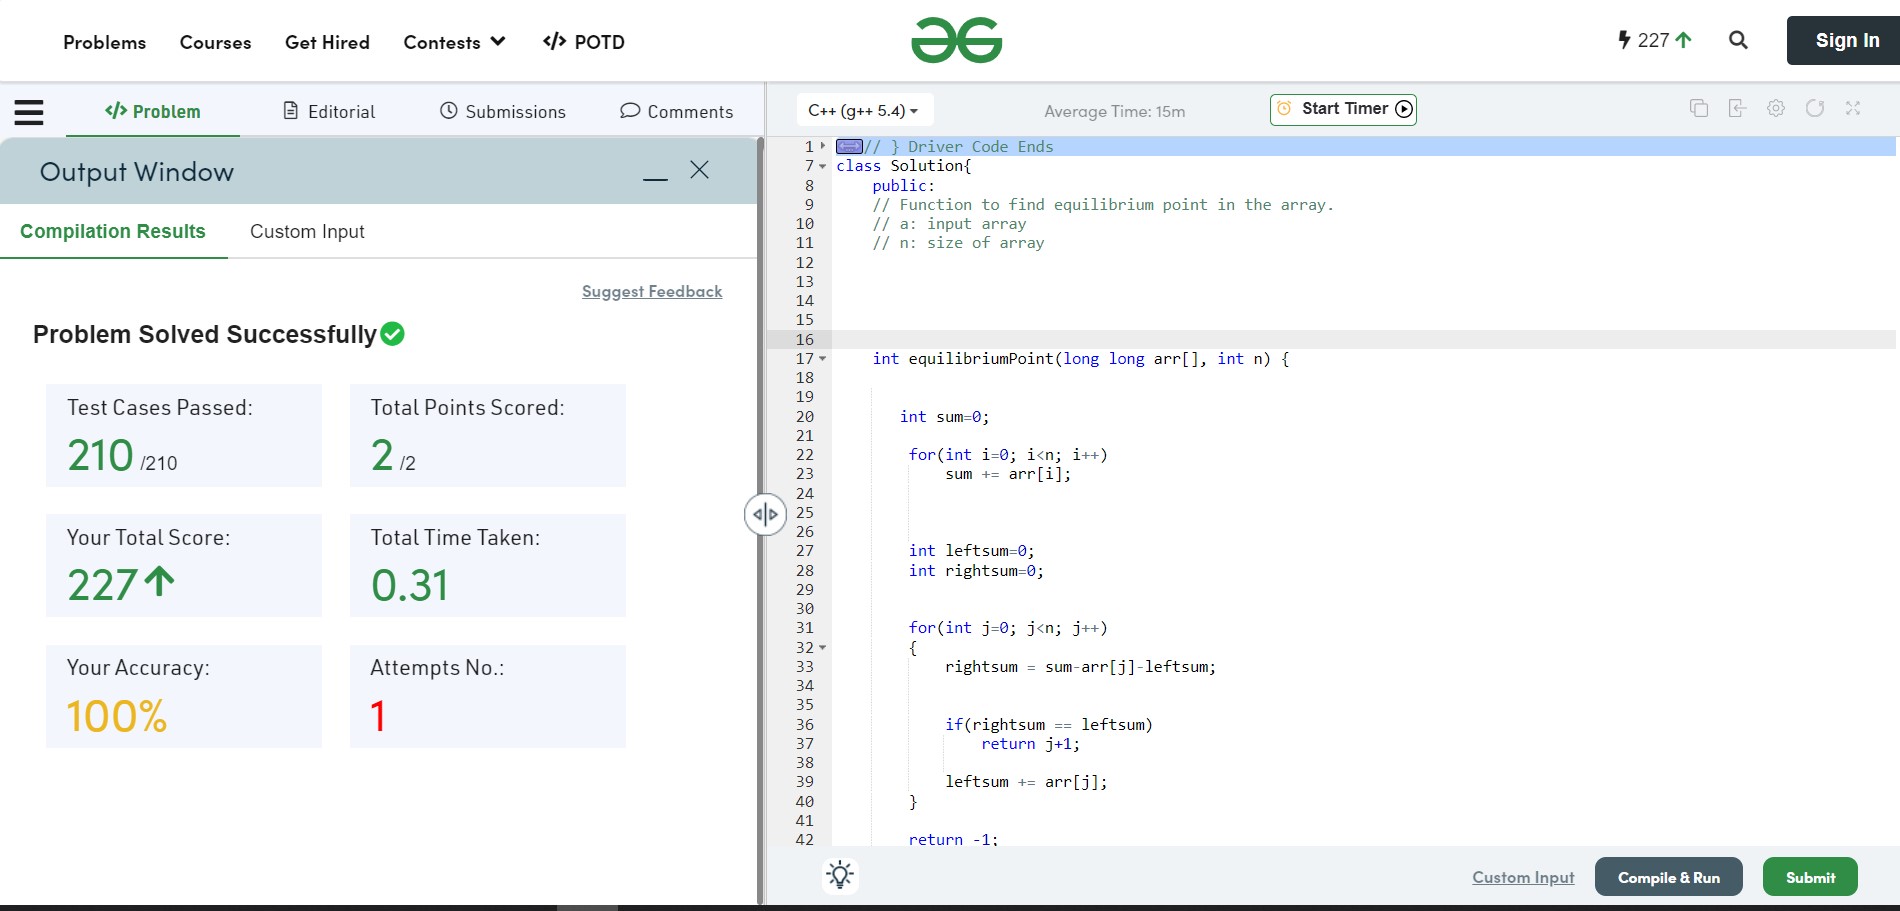 Problems Courses Get Hired Contests </> POTD 227 Sign In
</> Problem Editorial Submissions Comments
C++ (g++ 5.4) Average Time: 15m Start Timer
Output Window
Compilation Results Custom Input
Suggest Feedback
Problem Solved Successfully
Test Cases Passed: Total Points Scored:
210 /210 2 /2
Your Total Score: Total Time Taken:
227 0.31
Your Accuracy: Attempts No.:
100% 1
1 // } Driver Code Ends
7 class Solution{
8 public:
9 // Function to find equilibrium point in the array.
10 // a: input array
11 // n: size of array
12
13
14
15
16
17 int equilibriumPoint(long long arr[], int n) {
18
19
20 int sum=0;
21
22 for(int i=0; i<n; i++)
23 sum += arr[i];
24
25
26
27 int leftsum=0;
28 int rightsum=0;
29
30
31 for(int j=0; j<n; j++)
32 {
33 rightsum = sum-arr[j]-leftsum;
34
35
36 if(rightsum == leftsum)
37 return j+1;
38
39 leftsum += arr[j];
40 }
41
42 return -1;
Custom Input Compile & Run Submit